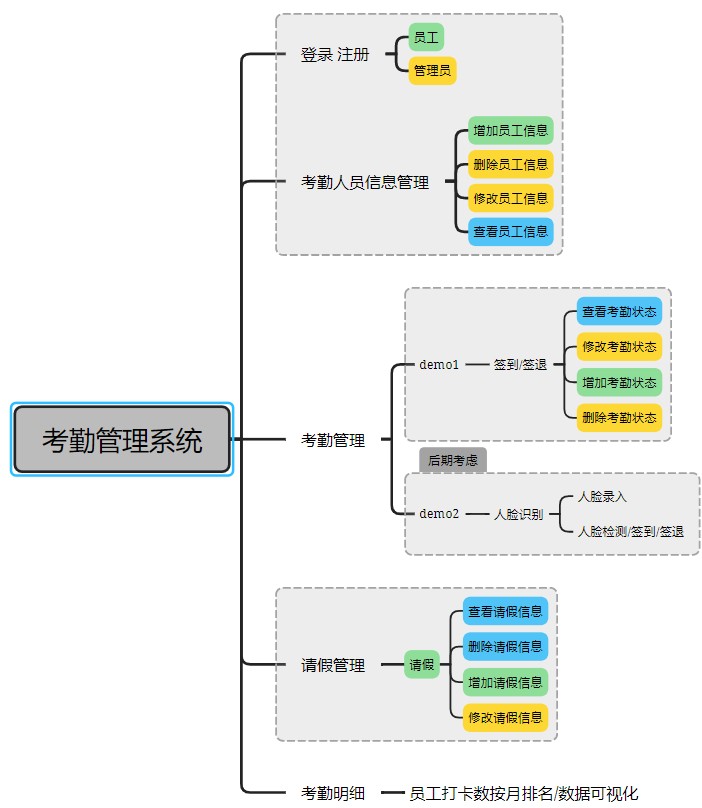 考勤管理系统
登录 注册
员工
管理员
考勤人员信息管理
增加员工信息
删除员工信息
修改员工信息
查看员工信息
考勤管理
demo1
签到/签退
查看考勤状态
修改考勤状态
增加考勤状态
删除考勤状态
后期考虑
demo2
人脸识别
人脸录入
人脸检测/签到/签退
请假管理
请假
查看请假信息
删除请假信息
增加请假信息
修改请假信息
考勤明细
员工打卡数按月排名/数据可视化